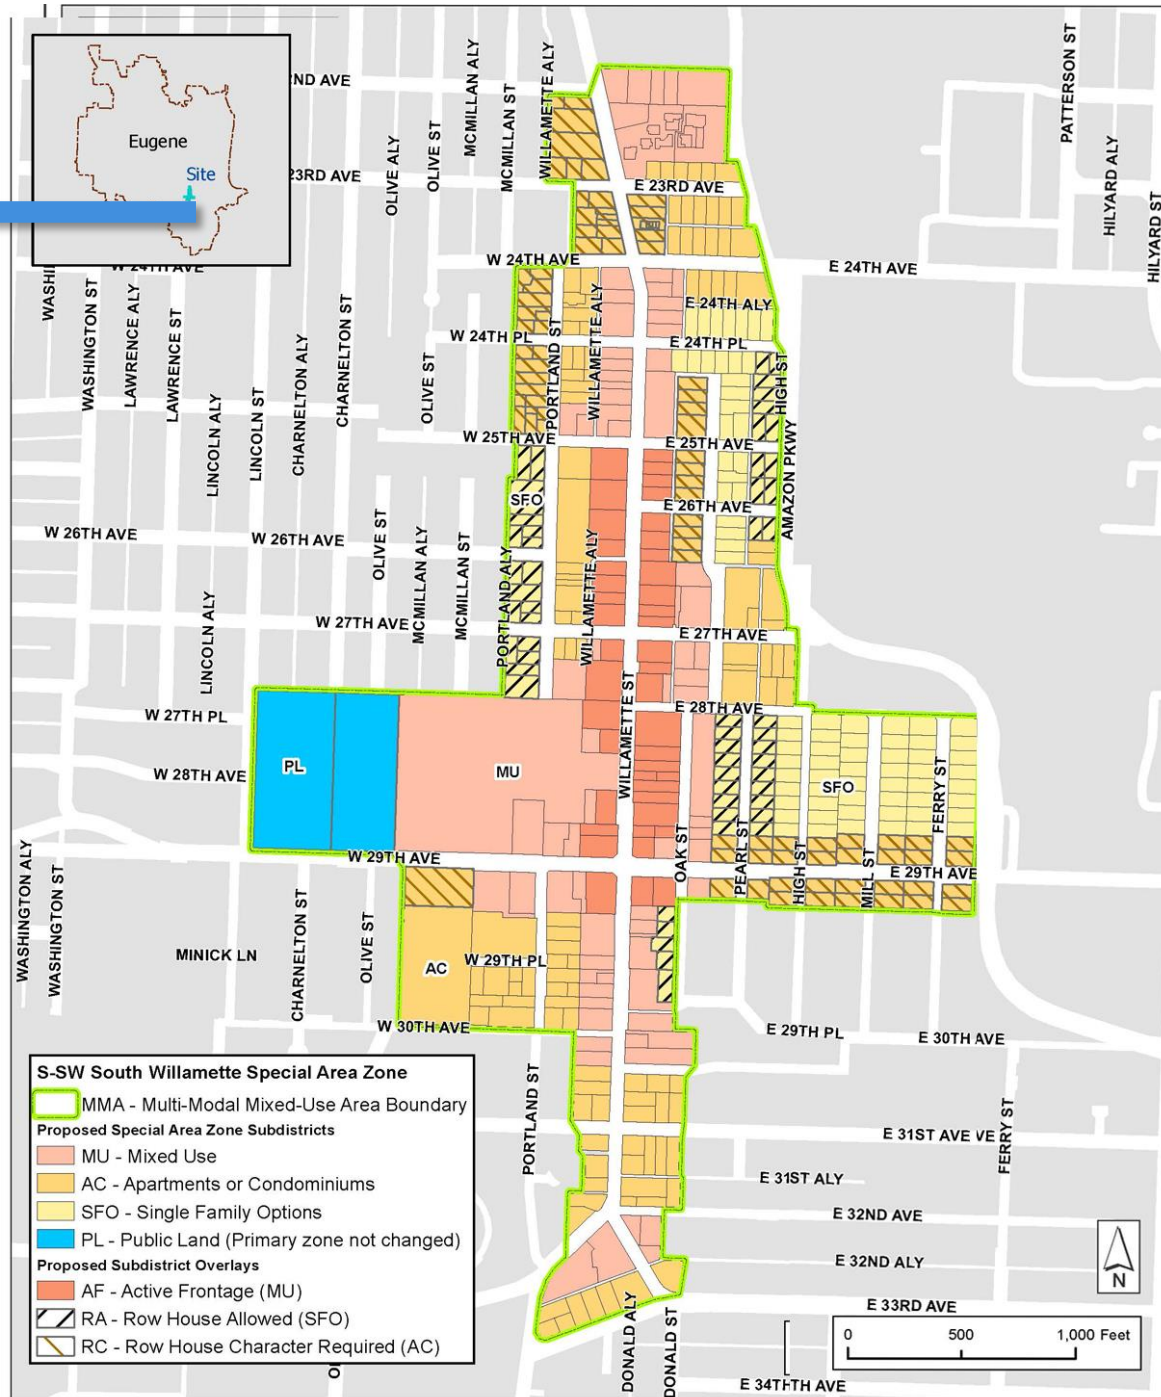 2ND AVE
WILLAMETTE ALY
MCMILLAN ALY
MCMILLAN ST
PATTERSON ST
HILYARD ALY
HILYARD ST
Eugene
Site
OLIVE ST
OLIVE ALY
23RD AVE
E 23RD AVE
W 24TH AVE
W 24TH AVE
E 24TH AVE
WASHI
WASHINGTON ST
LAWRENCE ALY
LAWRENCE ST
E 24TH ALY
WILLAMETTE ALY
PORTLAND ST
W 24TH PL
E 24TH PL
CHARNELTON ST
CHARNELTON ALY
OLIVE ST
HIGH ST
LINCOLN ALY
LINCOLN ST
W 25TH AVE
E 25TH AVE
AMAZON PKWY
SFO
E 26TH AVE
W 26TH AVE
W 26TH AVE
OLIVE ST
MCMILLAN ALY
MCMILLAN ST
PORTLAND ALY
WILLAMETTE ALY
LINCOLN ALY
W 27TH AVE
E 27TH AVE
WILLAMETTE ST
W 27TH PL
E 28TH AVE
W 28TH AVE
PL
MU
SFO
FERRY ST
OAK ST
PEARL ST
HIGH ST
MILL ST
W 29TH AVE
E 29TH AVE
WASHINGTON ALY
WASHINGTON ST
MINICK LN
CHARNELTON ST
OLIVE ST
AC
W 29TH PL
W 30TH AVE
E 29TH PL
E 30TH AVE
PORTLAND ST
FERRY ST
E 31ST AVE
VE
E 31ST ALY
E 32ND AVE
E 32ND ALY
E 33RD AVE
DONALD ALY
DONALD ST
E 34THTH AVE
S-SW South Willamette Special Area Zone
MMA - Multi-Modal Mixed-Use Area Boundary
Proposed Special Area Zone Subdistricts
MU - Mixed Use
AC - Apartments or Condominiums
SFO - Single Family Options
PL - Public Land (Primary zone not changed)
Proposed Subdistrict Overlays
AF - Active Frontage (MU)
RA - Row House Allowed (SFO)
RC - Row House Character Required (AC)
N
0 500 1,000 Feet